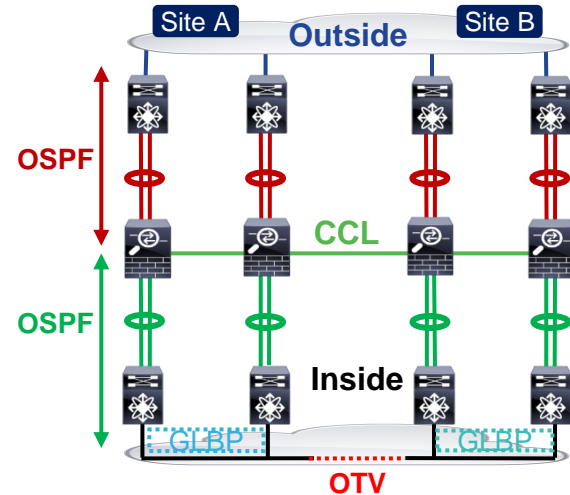 Site A
Outside
Site B
OSPF
CCL
OSPF
Inside
GLBP
GLBP
OTV